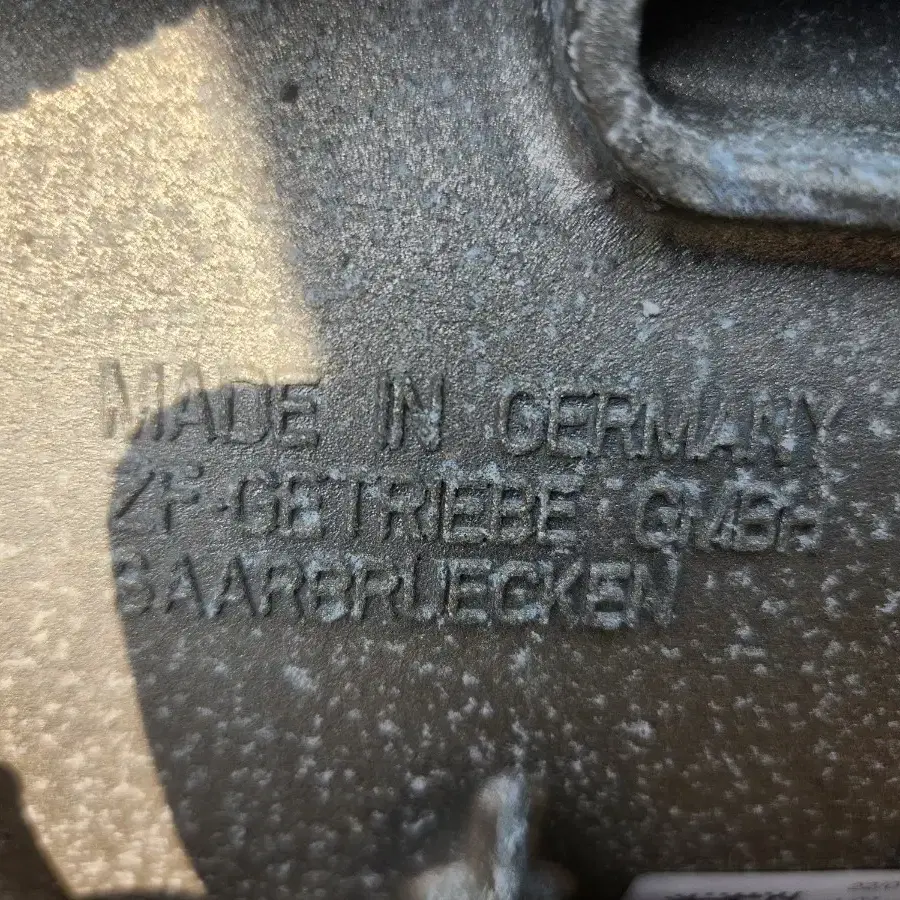 MADE IN GERMANY
ZF-GETRIEBE GMBH
SAARBRUECKEN